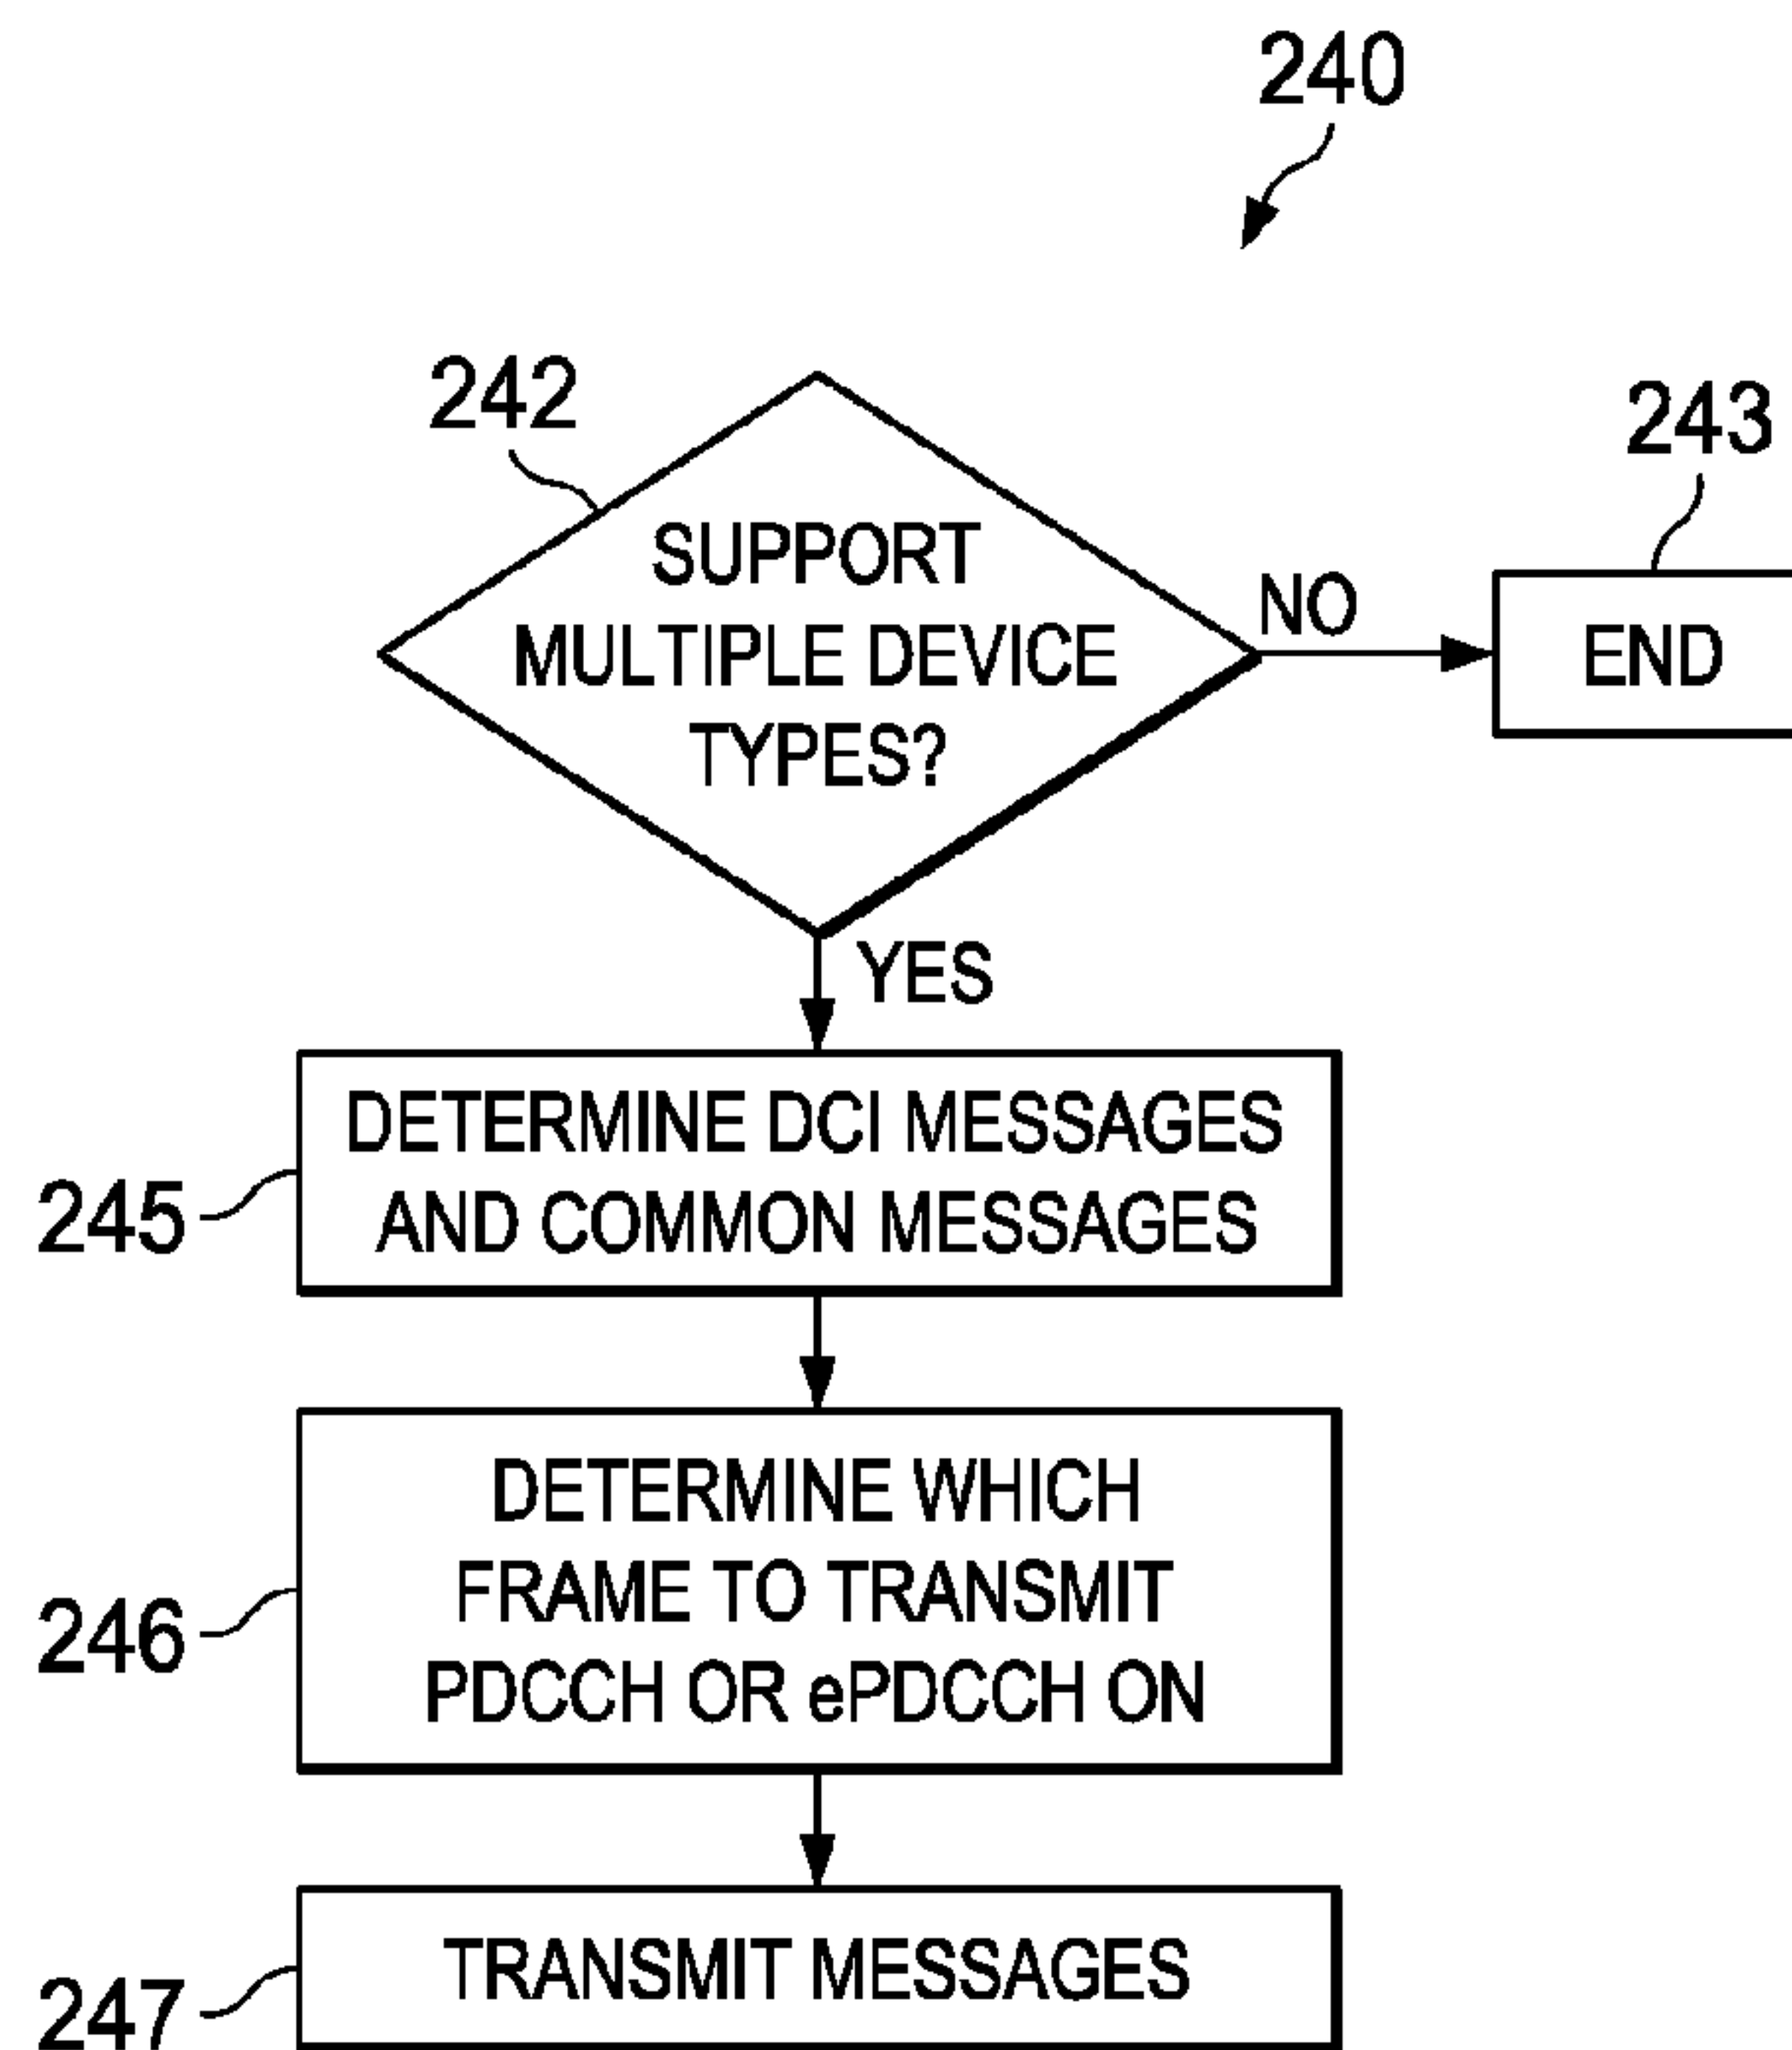 240
242
243
SUPPORT
MULTIPLE DEVICE
TYPES?
NO
END
YES
DETERMINE DCI MESSAGES
AND COMMON MESSAGES
245
DETERMINE WHICH
FRAME TO TRANSMIT
PDCCH OR ePDCCH ON
246
TRANSMIT MESSAGES
247